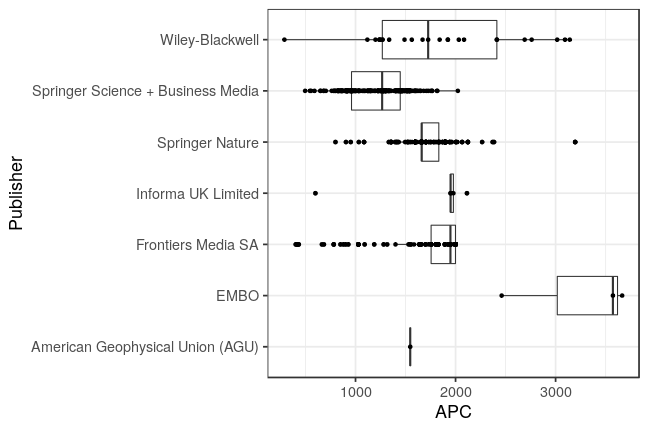 Publisher
Wiley-Blackwell
Springer Science + Business Media
Springer Nature
Informa UK Limited
Frontiers Media SA
EMBO
American Geophysical Union (AGU)
1000 2000 3000
APC